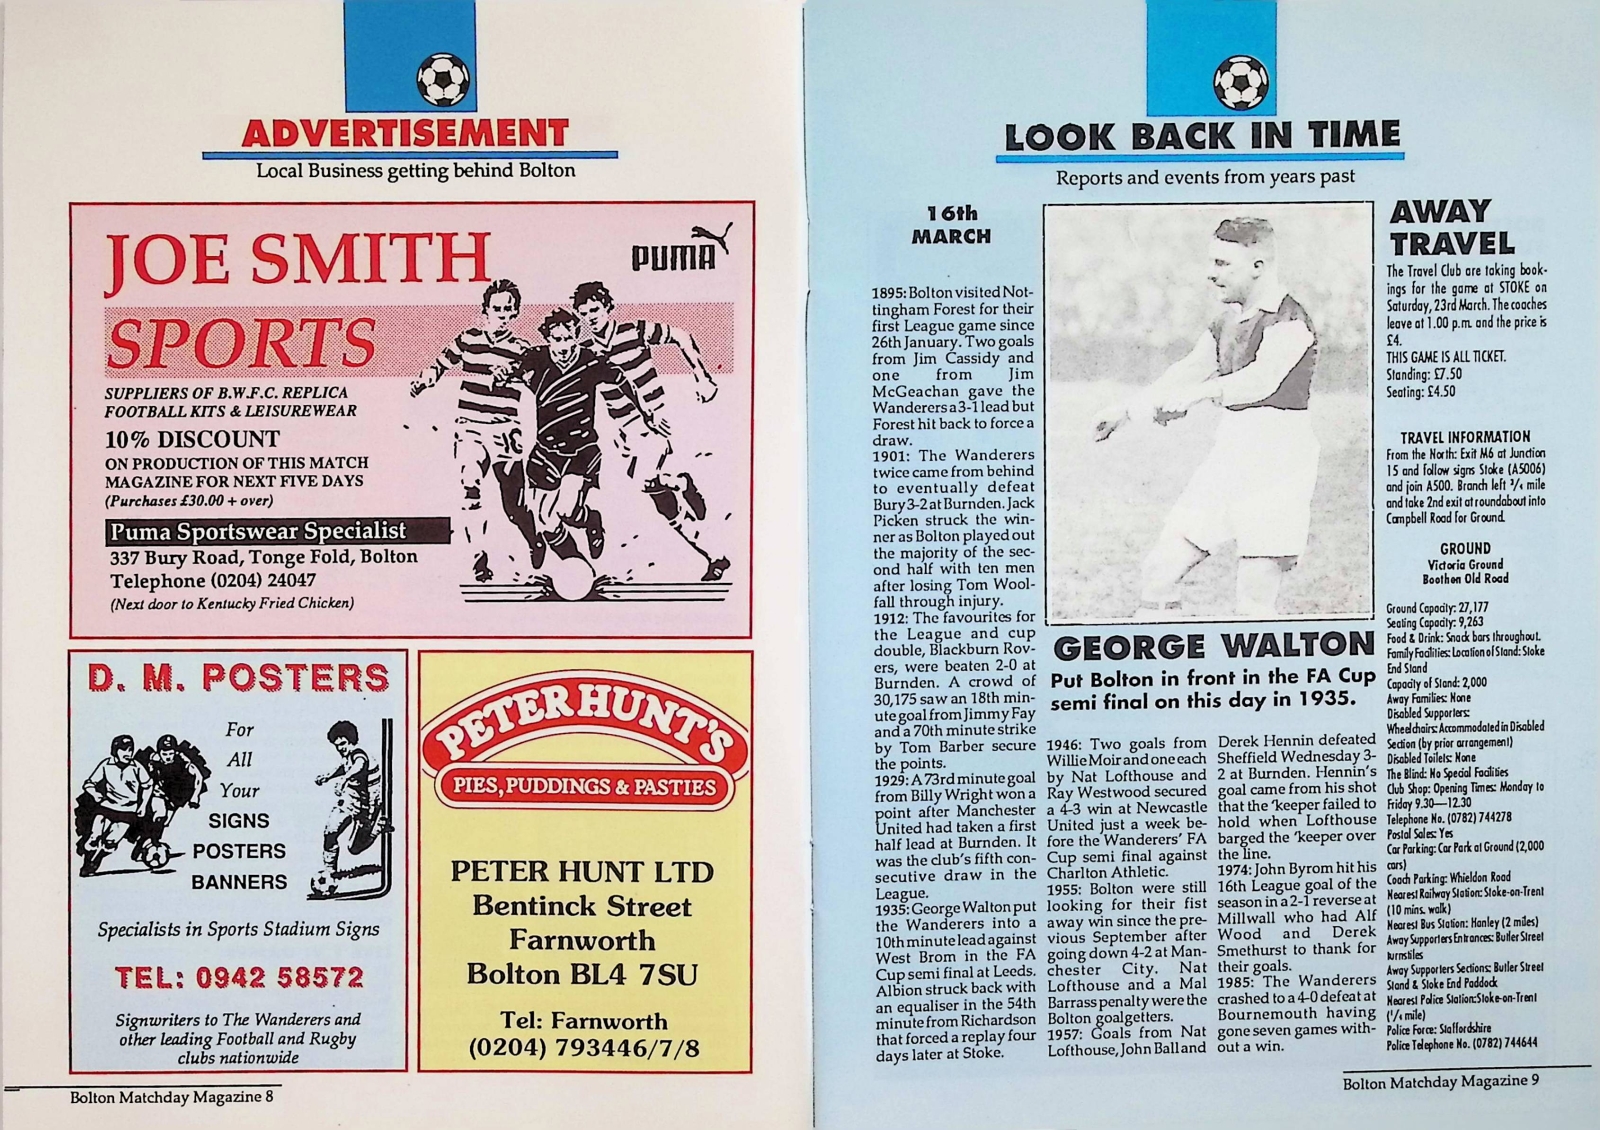 ADVERTISEMENT
Local Business getting behind Bolton
JOE SMITH
SPORTS
PUMA
SUPPLIERS OF B.W.F.C. REPLICA
FOOTBALL KITS & LEISUREWEAR
10% DISCOUNT
ON PRODUCTION OF THIS MATCH
MAGAZINE FOR NEXT FIVE DAYS
(Purchases £30.00 + over)
Puma Sportswear Specialist
337 Bury Road, Tonge Fold, Bolton
Telephone (0204) 24047
(Next door to Kentucky Fried Chicken)
D. M. POSTERS
For
All
Your
SIGNS
POSTERS
BANNERS
Specialists in Sports Stadium Signs
TEL: 0942 58572
Signwriters to The Wanderers and
other leading Football and Rugby
clubs nationwide
PETER HUNT'S
PIES, PUDDINGS & PASTIES
PETER HUNT LTD
Bentinck Street
Farnworth
Bolton BL4 7SU
Tel: Farnworth
(0204) 793446/7/8
Bolton Matchday Magazine 8
LOOK BACK IN TIME
Reports and events from years past
16th
MARCH
1895: Bolton visited Not-
tingham Forest for their
first League game since
26th January. Two goals
from Jim Cassidy and
one from Jim
McGeachan gave the
Wanderers a 3-1 lead but
Forest hit back to force a
draw.
1901: The Wanderers
twice came from behind
to eventually defeat
Bury 3-2 at Burnden. Jack
Picken struck the win-
ner as Bolton played out
the majority of the sec-
ond half with ten men
after losing Tom Wool-
fall through injury.
1912: The favourites for
the League and cup
double, Blackburn Rov-
ers, were beaten 2-0 at
Burnden. A crowd of
30,175 saw an 18th min-
ute goal from Jimmy Fay
and a 70th minute strike
by Tom Barber secure
the points.
1929: A 73rd minute goal
from Billy Wright won a
point after Manchester
United had taken a first
half lead at Burnden. It
was the club's fifth con-
secutive draw in the
League.
1935: George Walton put
the Wanderers into a
10th minute lead against
West Brom in the FA
Cup semi final at Leeds.
Albion struck back with
an equaliser in the 54th
minute from Richardson
that forced a replay four
days later at Stoke.
GEORGE WALTON
Put Bolton in front in the FA Cup
semi final on this day in 1935.
1946: Two goals from
Willie Moir and one each
by Nat Lofthouse and
Ray Westwood secured
a 4-3 win at Newcastle
United just a week be-
fore the Wanderers' FA
Cup semi final against
Charlton Athletic.
1955: Bolton were still
looking for their fist
away win since the pre-
vious September after
going down 4-2 at Man-
chester City. Nat
Lofthouse and a Mal
Barrass penalty were the
Bolton goalgetters.
1957: Goals from Nat
Lofthouse, John Ball and
Derek Hennin defeated
Sheffield Wednesday 3-
2 at Burnden. Hennin's
goal came from his shot
that the 'keeper failed to
hold when Lofthouse
barged the 'keeper over
the line.
1974: John Byrom hit his
16th League goal of the
season in a 2-1 reverse at
Millwall who had Alf
Wood and Derek
Smethurst to thank for
their goals.
1985: The Wanderers
crashed to a 4-0 defeat at
Bournemouth having
gone seven games with-
out a win.
AWAY
TRAVEL
The Travel Club are taking book-
ings for the game at STOKE on
Saturday, 23rd March. The coaches
leave at 1.00 p.m. and the price is
£4.
THIS GAME IS ALL TICKET.
Standing: £7.50
Seating: £4.50
TRAVEL INFORMATION
From the North: Exit M6 at Junction
15 and follow signs Stoke (A5006)
and join A500. Branch left ¾ mile
and take 2nd exit at roundabout into
Campbell Road for Ground.
GROUND
Victoria Ground
Boothen Old Road
Ground Capacity: 27,177
Seating Capacity: 9,263
Food & Drink: Snack bars throughout.
Family Facilities: Location of Stand: Stoke
End Stand
Capacity of Stand: 2,000
Away Families: None
Disabled Supporters:
Wheelchairs: Accommodated in Disabled
Section (by prior arrangement)
Disabled Toilets: None
The Blind: No Special Facilities
Club Shop: Opening Times: Monday to
Friday 9.30—12.30
Telephone No. (0782) 744278
Postal Sales: Yes
Car Parking: Car Park at Ground (2,000
cars)
Coach Parking: Whieldon Road
Nearest Railway Station: Stoke-on-Trent
(10 mins. walk)
Nearest Bus Station: Hanley (2 miles)
Away Supporters Entrances: Butler Street
turnstiles
Away Supporters Sections: Butler Street
Stand & Stoke End Paddock
Nearest Police Station: Stoke-on-Trent
(¼ mile)
Police Force: Staffordshire
Police Telephone No. (0782) 744644
Bolton Matchday Magazine 9